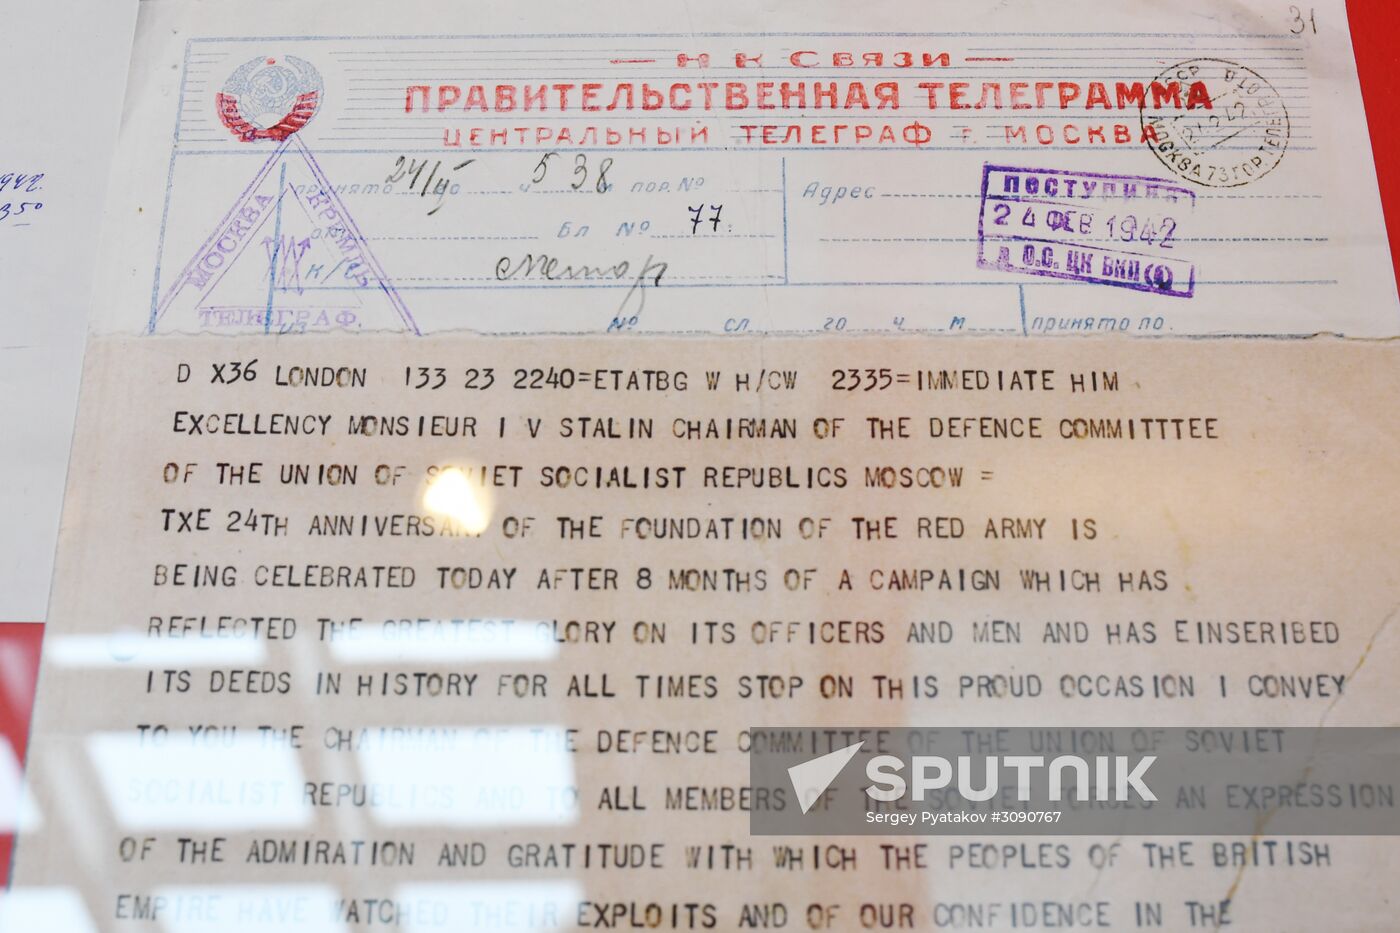 31
— Н К Связи —
ПРАВИТЕЛЬСТВЕННАЯ ТЕЛЕГРАММА
ЦЕНТРАЛЬНЫЙ ТЕЛЕГРАФ г. МОСКВА
МОСКВА 73 ГОР. ТЕЛЕГР
ПРИНЯТО 24/II 5 ч 38 м ПОР. №
Адрес
ПОСТУПИЛА
24 ФЕВ 1942
О.С. ЦК ВКП(б)
Бл № 77.
МОСКВА КРЕМЛЬ
ТЕЛЕГРАФ.
№ сл. го ч м принято по.
D X36 LONDON 133 23 2240=ETATBG W H/CW 2335=IMMEDIATE HIM
EXCELLENCY MONSIEUR I V STALIN CHAIRMAN OF THE DEFENCE COMMITTTEE
OF THE UNION OF SOVIET SOCIALIST REPUBLICS MOSCOW =
TXE 24TH ANNIVERSARY OF THE FOUNDATION OF THE RED ARMY IS
BEING CELEBRATED TODAY AFTER 8 MONTHS OF A CAMPAIGN WHICH HAS
REFLECTED THE GREATEST GLORY ON ITS OFFICERS AND MEN AND HAS EINSERIBED
ITS DEEDS IN HISTORY FOR ALL TIMES STOP ON THIS PROUD OCCASION I CONVEY
TO YOU THE CHAIRMAN OF THE DEFENCE COMMITTEE OF THE UNION OF SOVIET
SOCIALIST REPUBLICS AND TO ALL MEMBERS OF THE SOVIET FORCES AN EXPRESSION
OF THE ADMIRATION AND GRATITUDE WITH WHICH THE PEOPLES OF THE BRITISH
EMPIRE HAVE WATCHED THEIR EXPLOITS AND OF OUR CONFIDENCE IN THE
SPUTNIK
Sergey Pyatakov #3090767